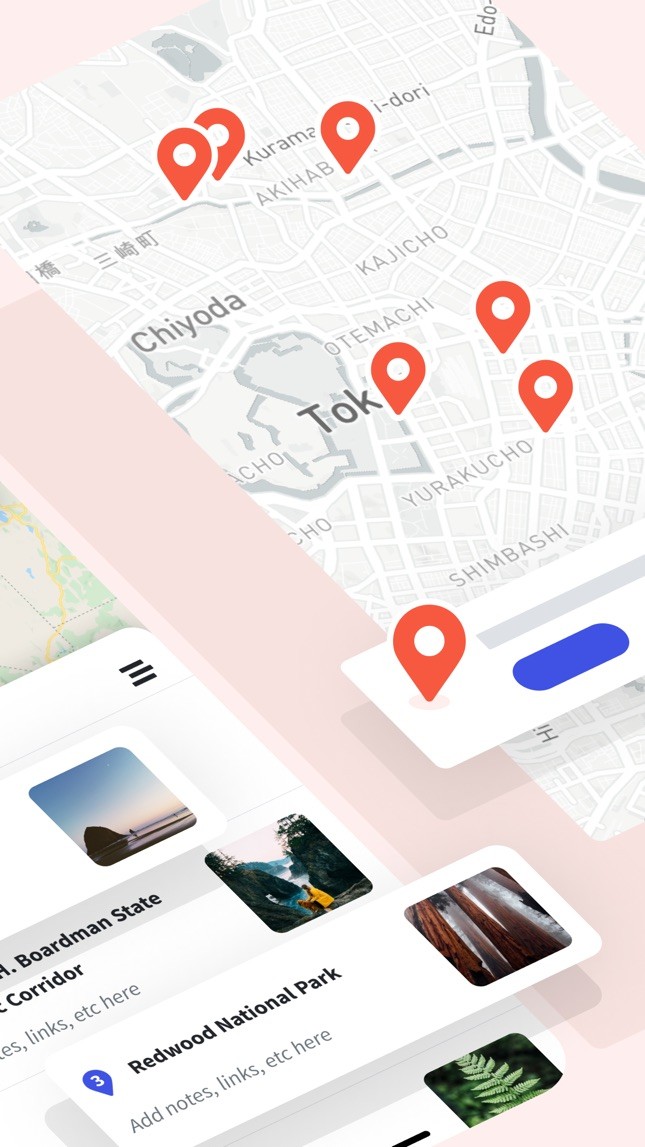 Edo-
Kurama
i-dori
AKIHAB
橋
三崎町
KAJICHO
Chiyoda
OTEMACHI
Tok
ACHO
YURAKUCHO
CHO
SHIMBASHI
H. Boardman State
Corridor
tes, links, etc here
3
Redwood National Park
Add notes, links, etc here